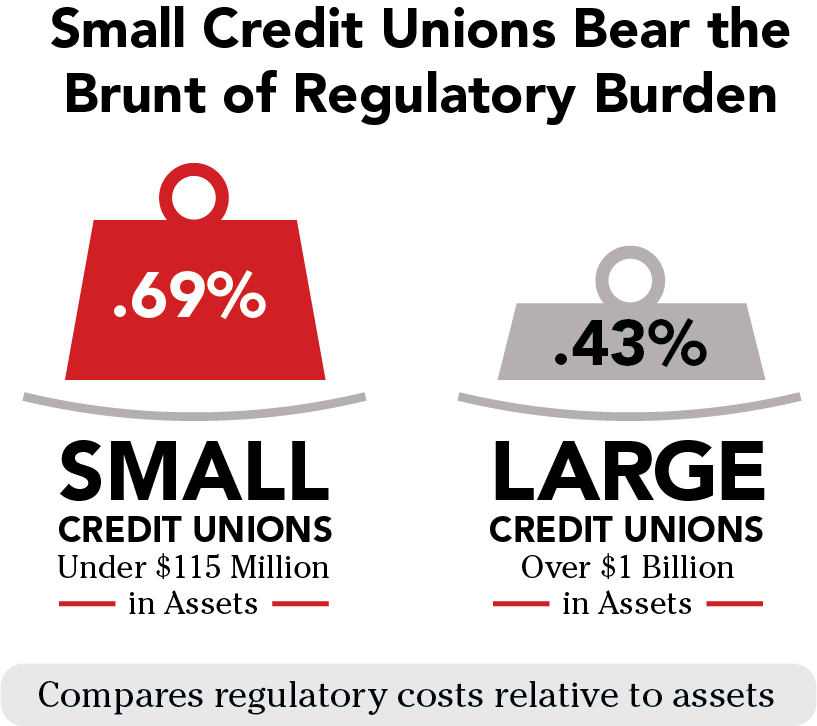 Small Credit Unions Bear the
Brunt of Regulatory Burden
.69%
.43%
SMALL
CREDIT UNIONS
Under $115 Million
in Assets
LARGE
CREDIT UNIONS
Over $1 Billion
in Assets
Compares regulatory costs relative to assets